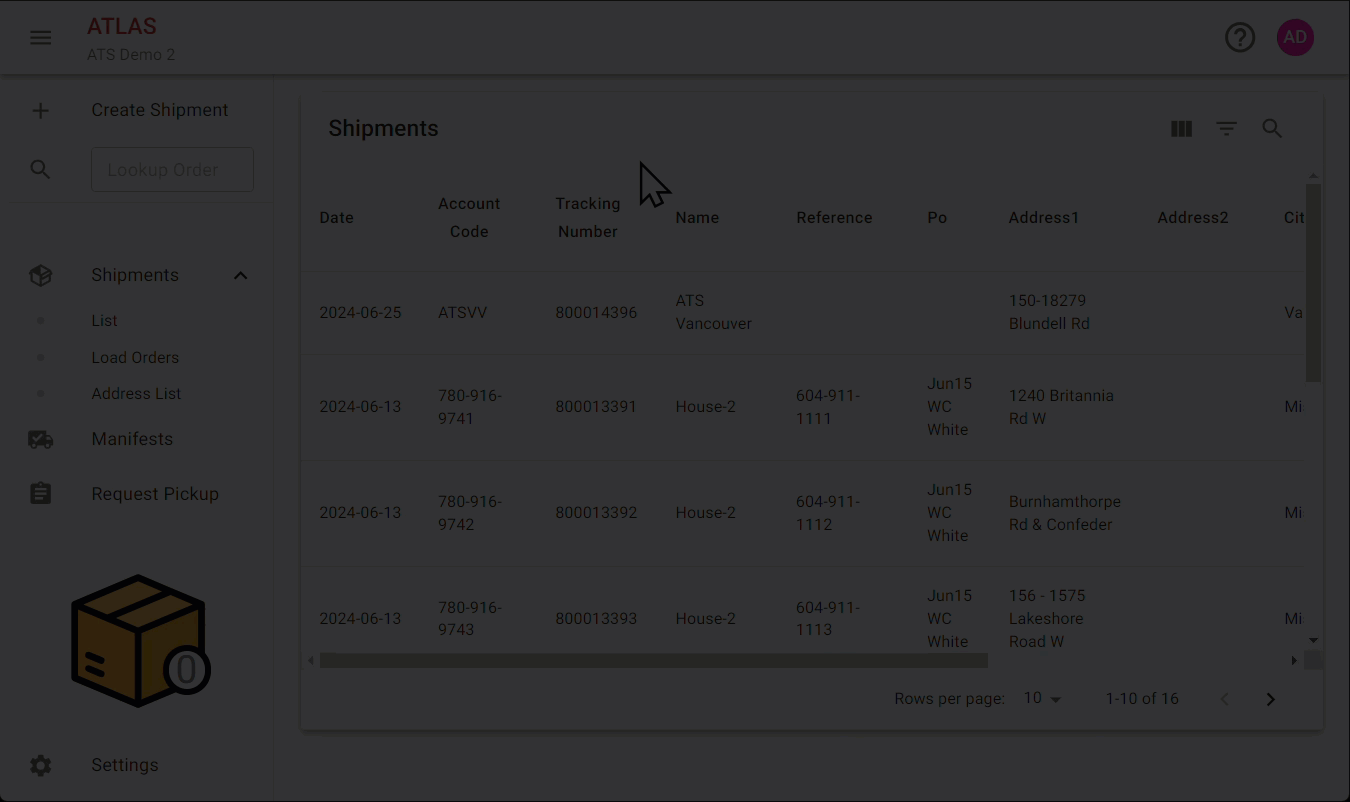 ATLAS
ATS Demo 2
AD
Create Shipment
Lookup Order
Shipments
List
Load Orders
Address List
Manifests
Request Pickup
0
Settings
Shipments
Date Account Code Tracking Number Name Reference Po Address1 Address2 Cit
2024-06-25 ATSVV 800014396 ATS Vancouver 150-18279 Blundell Rd Va
2024-06-13 780-916-9741 800013391 House-2 604-911-1111 Jun15 WC White 1240 Britannia Rd W Mi
2024-06-13 780-916-9742 800013392 House-2 604-911-1112 Jun15 WC White Burnhamthorpe Rd & Confeder Mi
2024-06-13 780-916-9743 800013393 House-2 604-911-1113 Jun15 WC White 156 - 1575 Lakeshore Road W Mi
Rows per page: 10 1-10 of 16